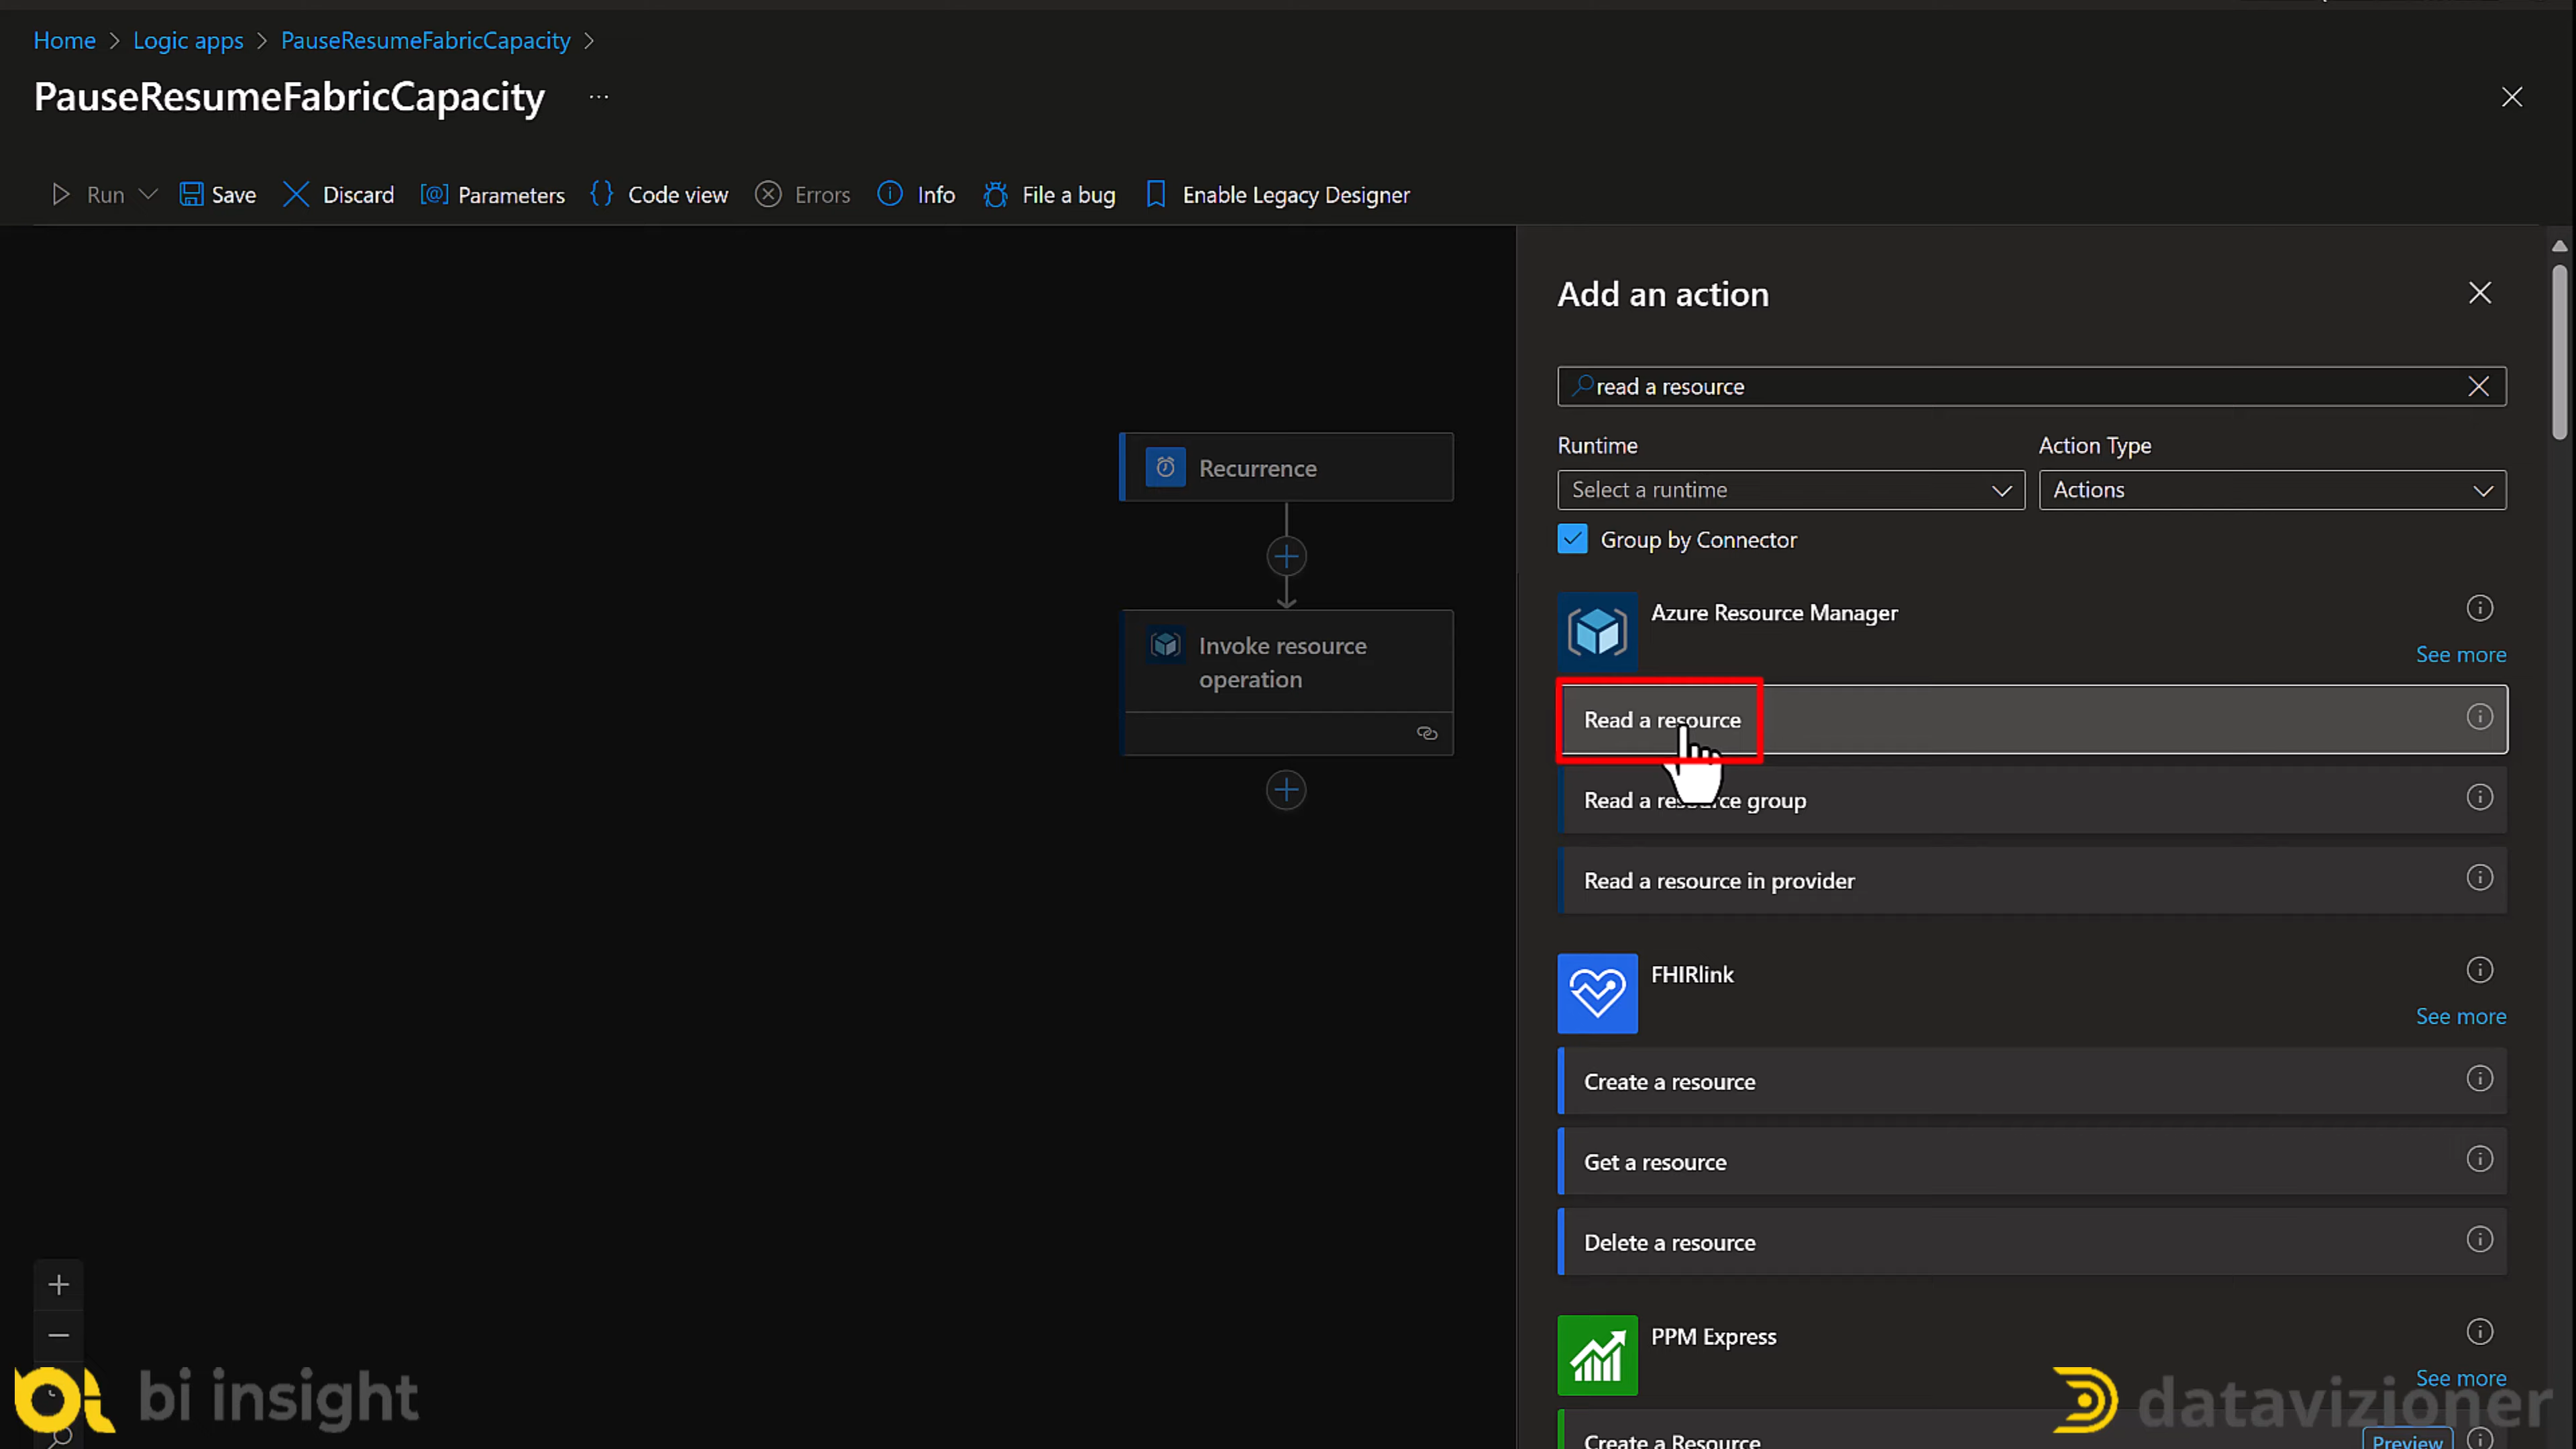 Home > Logic apps > PauseResumeFabricCapacity >
PauseResumeFabricCapacity ...
Run Save Discard Parameters Code view Errors Info File a bug Enable Legacy Designer
Add an action
read a resource
Runtime Action Type
Select a runtime Actions
Group by Connector
Recurrence
Invoke resource
operation
Azure Resource Manager
See more
Read a resource
Read a resource group
Read a resource in provider
FHIRlink
See more
Create a resource
Get a resource
Delete a resource
PPM Express
See more
Create a Resource Preview
bi insight
datavizioner